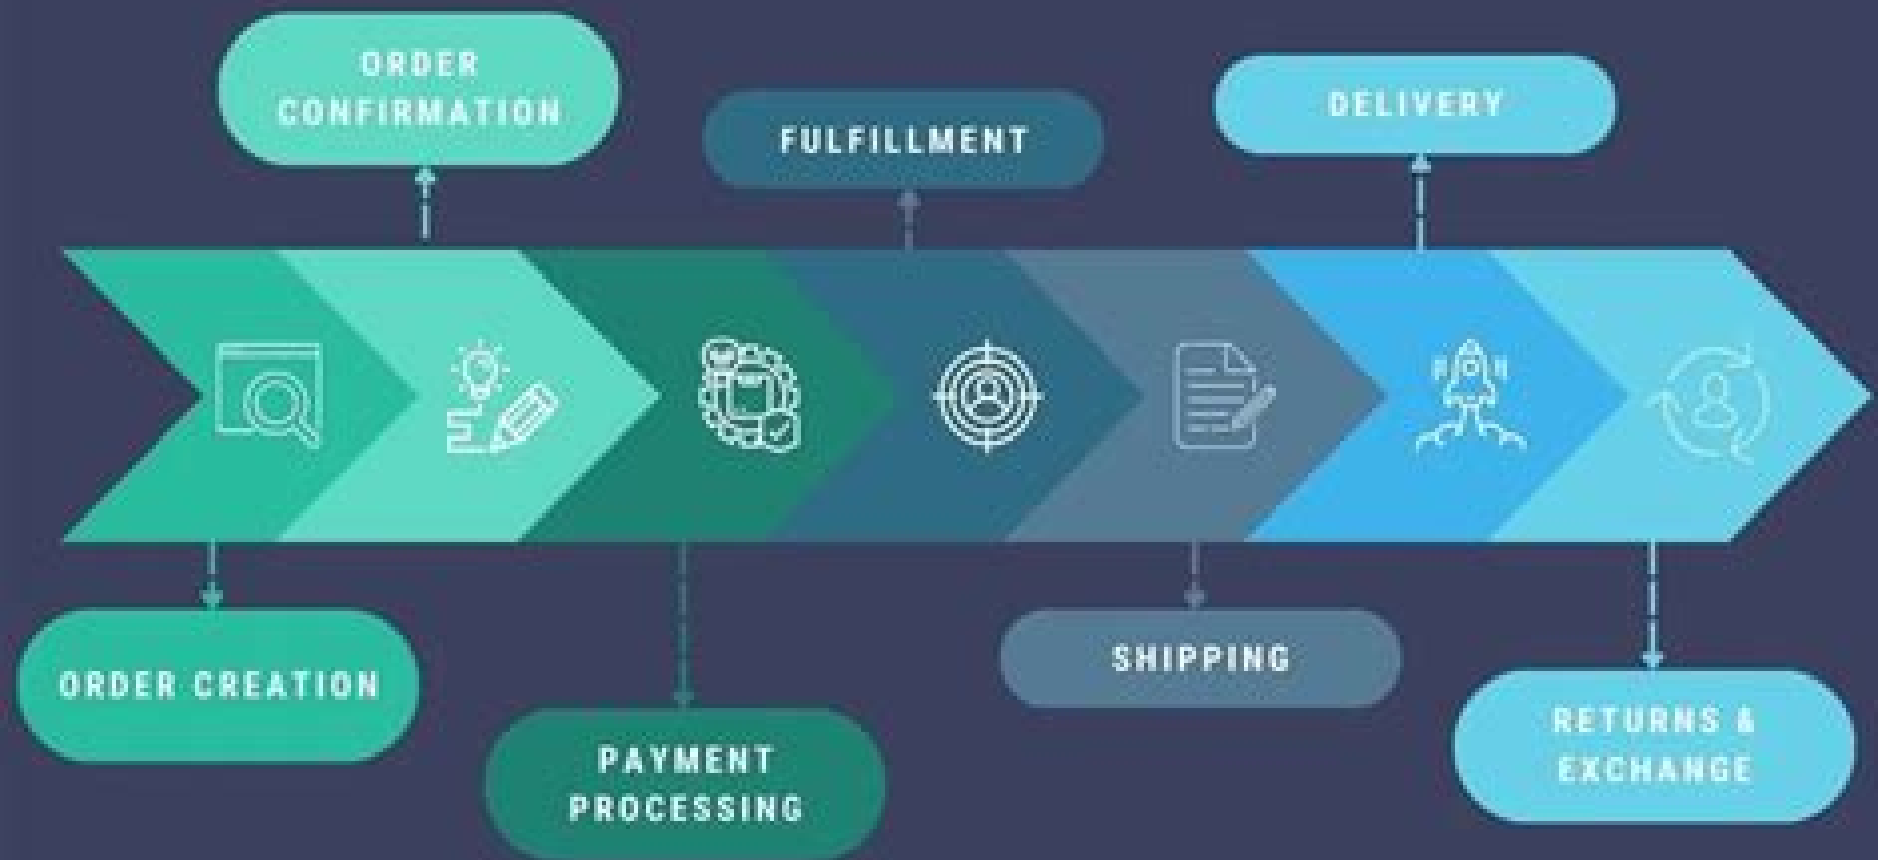 ORDER
CONFIRMATION
FULFILLMENT
DELIVERY
ORDER CREATION
PAYMENT
PROCESSING
SHIPPING
RETURNS &
EXCHANGE